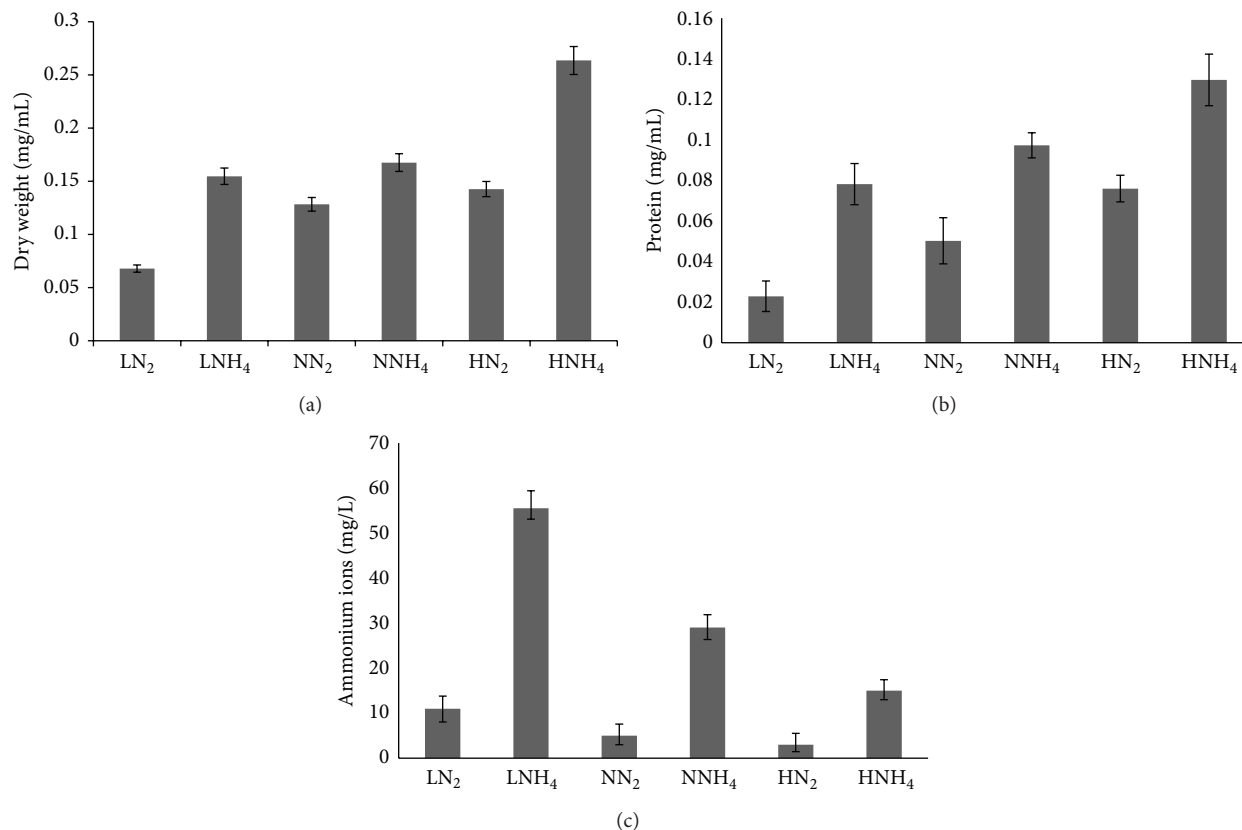 Dry weight (mg/mL)
0.3
0.25
0.2
0.15
0.1
0.05
0
LN₂ LNH₄ NN₂ NNH₄ HN₂ HNH₄
(a)
Protein (mg/mL)
0.16
0.14
0.12
0.1
0.08
0.06
0.04
0.02
0
LN₂ LNH₄ NN₂ NNH₄ HN₂ HNH₄
(b)
Ammonium ions (mg/L)
70
60
50
40
30
20
10
0
LN₂ LNH₄ NN₂ NNH₄ HN₂ HNH₄
(c)